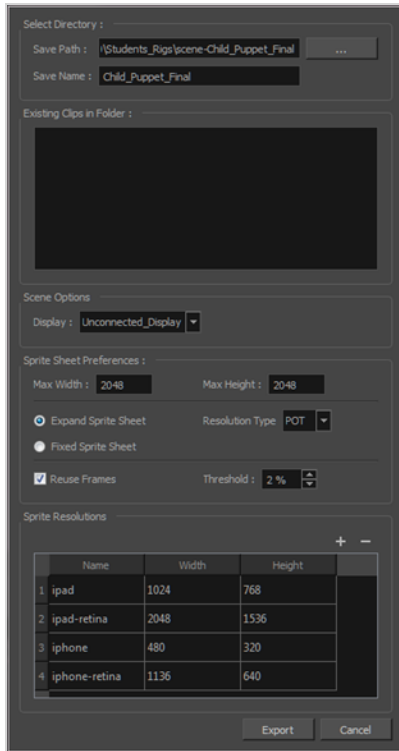 Select Directory :
Save Path : \Students_Rigs\scene-Child_Puppet_Final ...
Save Name : Child_Puppet_Final
Existing Clips in Folder :
Scene Options
Display : Unconnected_Display
Sprite Sheet Preferences :
Max Width : 2048 Max Height : 2048
Expand Sprite Sheet Resolution Type POT
Fixed Sprite Sheet
Reuse Frames Threshold : 2 %
Sprite Resolutions
+ −
Name Width Height
1 ipad 1024 768
2 ipad-retina 2048 1536
3 iphone 480 320
4 iphone-retina 1136 640
Export Cancel